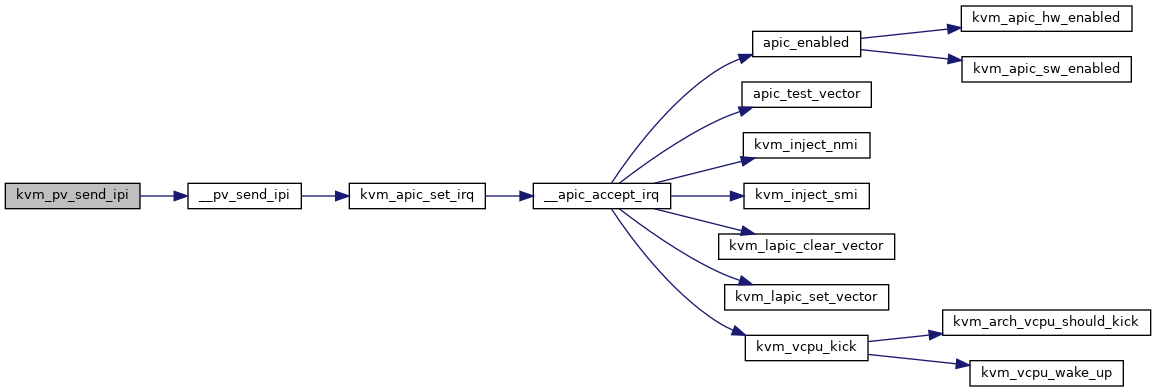 kvm_pv_send_ipi
__pv_send_ipi
kvm_apic_set_irq
__apic_accept_irq
apic_enabled
kvm_apic_hw_enabled
kvm_apic_sw_enabled
apic_test_vector
kvm_inject_nmi
kvm_inject_smi
kvm_lapic_clear_vector
kvm_lapic_set_vector
kvm_vcpu_kick
kvm_arch_vcpu_should_kick
kvm_vcpu_wake_up